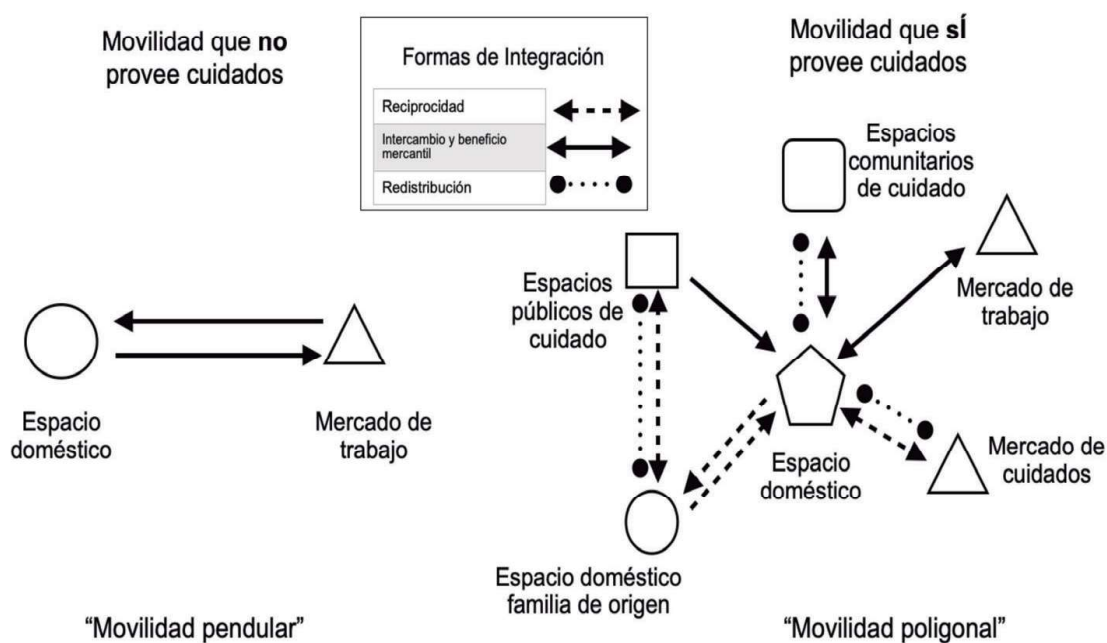 Movilidad que no
provee cuidados
Formas de Integración
Reciprocidad
Intercambio y beneficio
mercantil
Redistribución
Movilidad que sí
provee cuidados
Espacios
comunitarios
de cuidado
Espacios
públicos de
cuidado
Mercado de
trabajo
Espacio
doméstico
Mercado de
trabajo
Espacio
doméstico
Mercado de
cuidados
Espacio doméstico
familia de origen
“Movilidad pendular”
“Movilidad poligonal”